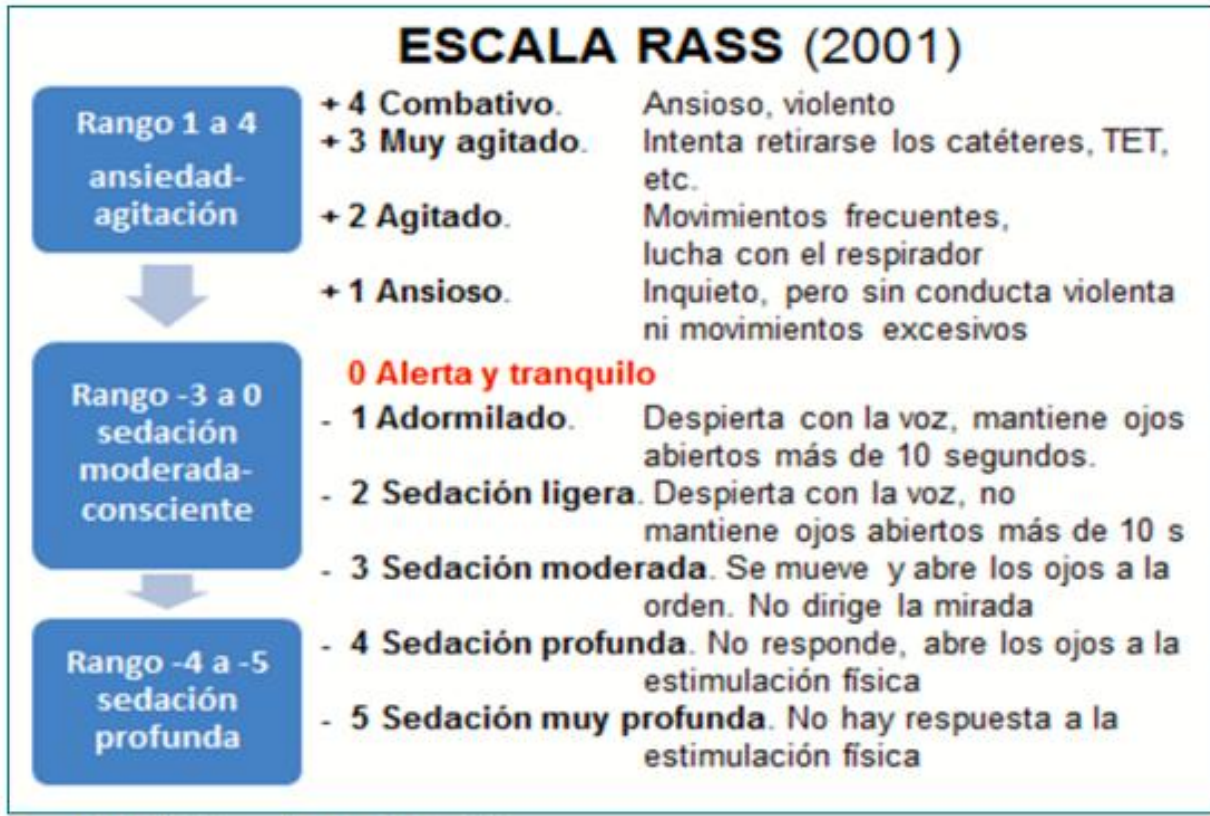 ESCALA RASS (2001)
Rango 1 a 4
ansiedad-
agitación
+ 4 Combativo. Ansioso, violento
+ 3 Muy agitado. Intenta retirarse los catéteres, TET,
etc.
+ 2 Agitado. Movimientos frecuentes,
lucha con el respirador
+ 1 Ansioso. Inquieto, pero sin conducta violenta
ni movimientos excesivos
Rango -3 a 0
sedación
moderada-
consciente
0 Alerta y tranquilo
- 1 Adormilado. Despierta con la voz, mantiene ojos
abiertos más de 10 segundos.
- 2 Sedación ligera. Despierta con la voz, no
mantiene ojos abiertos más de 10 s
- 3 Sedación moderada. Se mueve y abre los ojos a la
orden. No dirige la mirada
Rango -4 a -5
sedación
profunda
- 4 Sedación profunda. No responde, abre los ojos a la
estimulación física
- 5 Sedación muy profunda. No hay respuesta a la
estimulación física